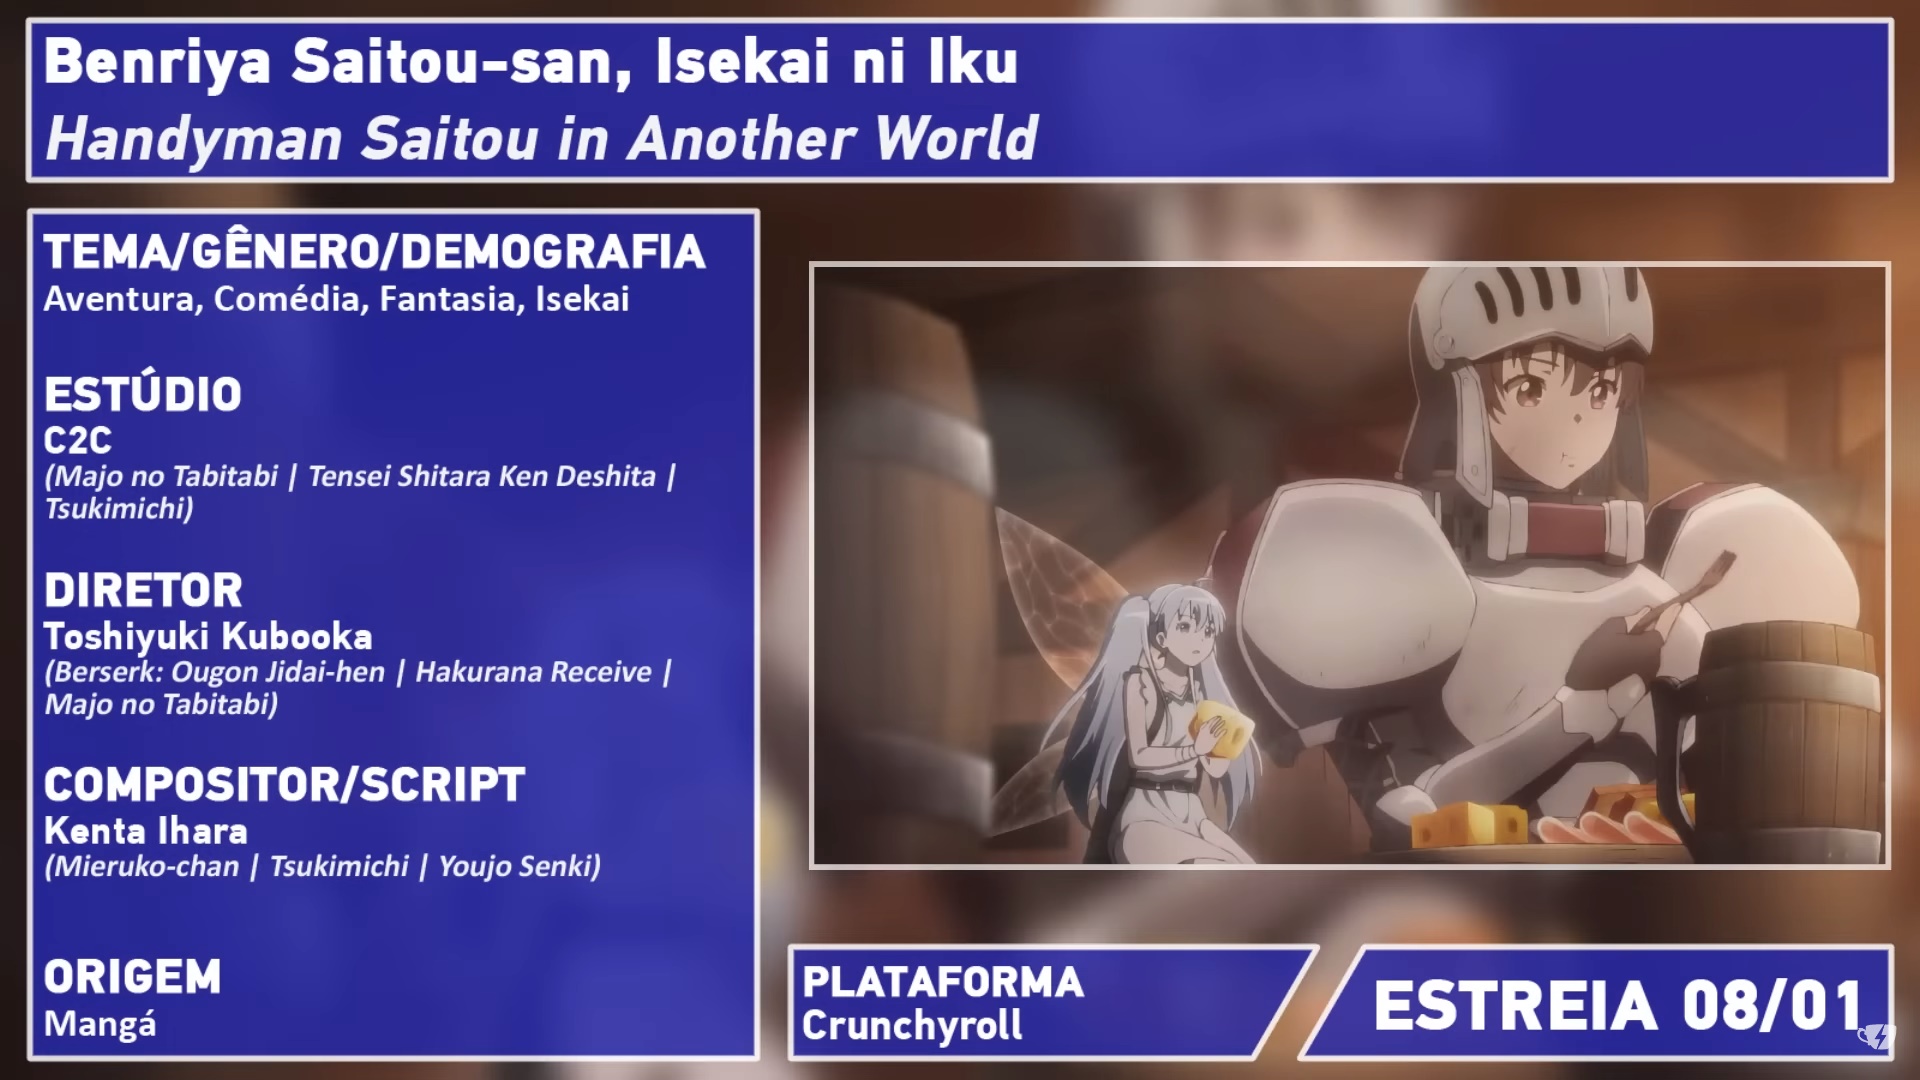 Benriya Saitou-san, Isekai ni Iku
Handyman Saitou in Another World
TEMA/GÊNERO/DEMOGRAFIA
Aventura, Comédia, Fantasia, Isekai
ESTÚDIO
C2C
(Majo no Tabitabi | Tensei Shitara Ken Deshita |
Tsukimichi)
DIRETOR
Toshiyuki Kubooka
(Berserk: Ougon Jidai-hen | Hakurana Receive |
Majo no Tabitabi)
COMPOSITOR/SCRIPT
Kenta Ihara
(Mieruko-chan | Tsukimichi | Youjo Senki)
ORIGEM
Mangá
PLATAFORMA
Crunchyroll
ESTREIA 08/01